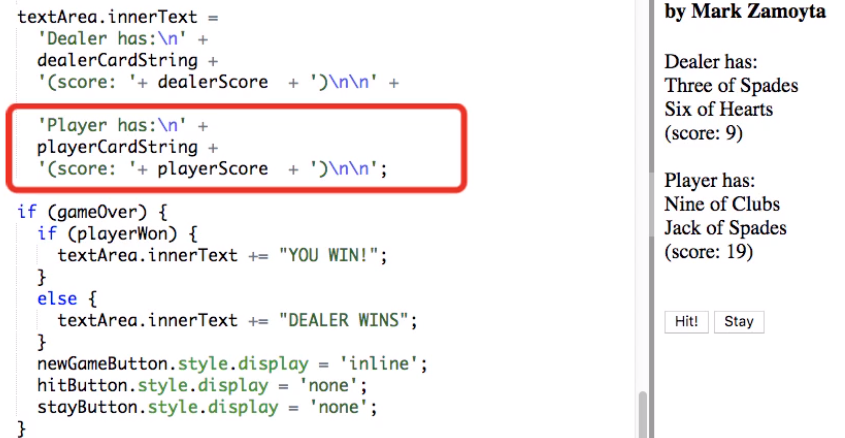 textArea.innerText =
'Dealer has:\n' +
dealerCardString +
'(score: '+ dealerScore  + ')\n\n' +
'Player has:\n' +
playerCardString +
'(score: '+ playerScore  + ')\n\n';
if (gameOver) {
if (playerWon) {
textArea.innerText += "YOU WIN!";
}
else {
textArea.innerText += "DEALER WINS";
}
newGameButton.style.display = 'inline';
hitButton.style.display = 'none';
stayButton.style.display = 'none';
}
by Mark Zamoyta
Dealer has:
Three of Spades
Six of Hearts
(score: 9)
Player has:
Nine of Clubs
Jack of Spades
(score: 19)
Hit! Stay